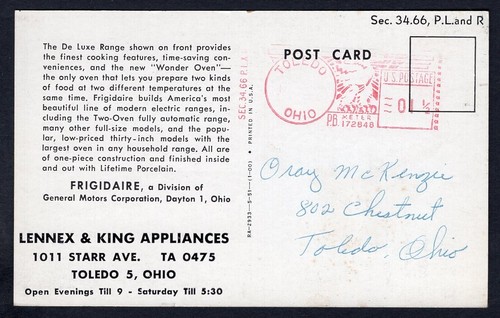 Sec. 34.66, P.L. and R
The De Luxe Range shown on front provides
the finest cooking features, time-saving con-
veniences, and the new "Wonder Oven"—
the only oven that lets you prepare two kinds
of food at two different temperatures at the
same time. Frigidaire builds America's most
beautiful line of modern electric ranges, in-
cluding the Two-Oven fully automatic range,
many other full-size models, and the popu-
lar, low-priced thirty-inch models with the
largest oven in any household range. All are
of one-piece construction and finished inside
and out with Lifetime Porcelain.
FRIGIDAIRE, a Division of
General Motors Corporation, Dayton 1, Ohio
LENNEX & KING APPLIANCES
1011 STARR AVE. TA 0475
TOLEDO 5, OHIO
Open Evenings Till 9 - Saturday Till 5:30
SEC 34.66 P.L.&R
PRINTED IN U.S.A.
POST CARD
TOLEDO
OHIO
U.S. POSTAGE
01 ½
P.B. METER
172848
Oray McKenzie
802 Chestnut
Toledo, Ohio